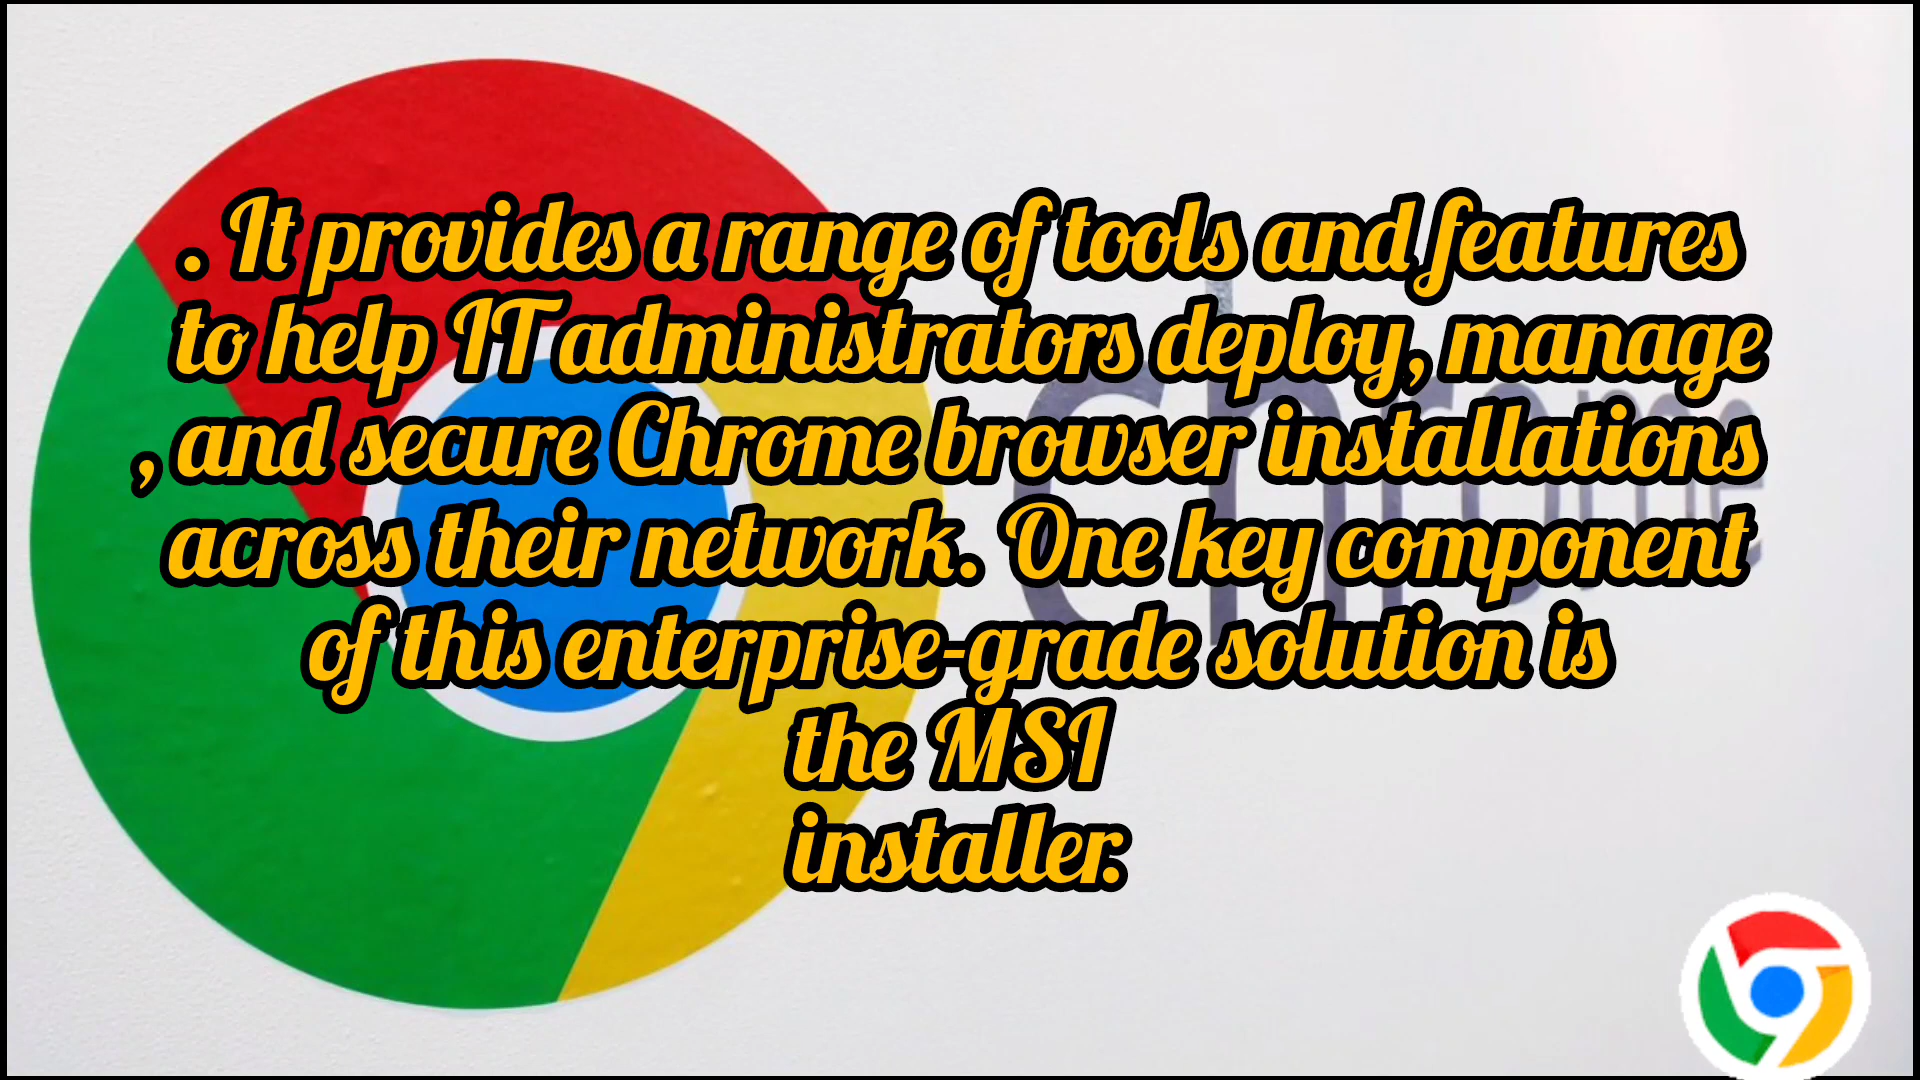 . It provides a range of tools and features
to help IT administrators deploy, manage
, and secure Chrome browser installations
across their network. One key component
of this enterprise-grade solution is
the MSI
installer.
chrome